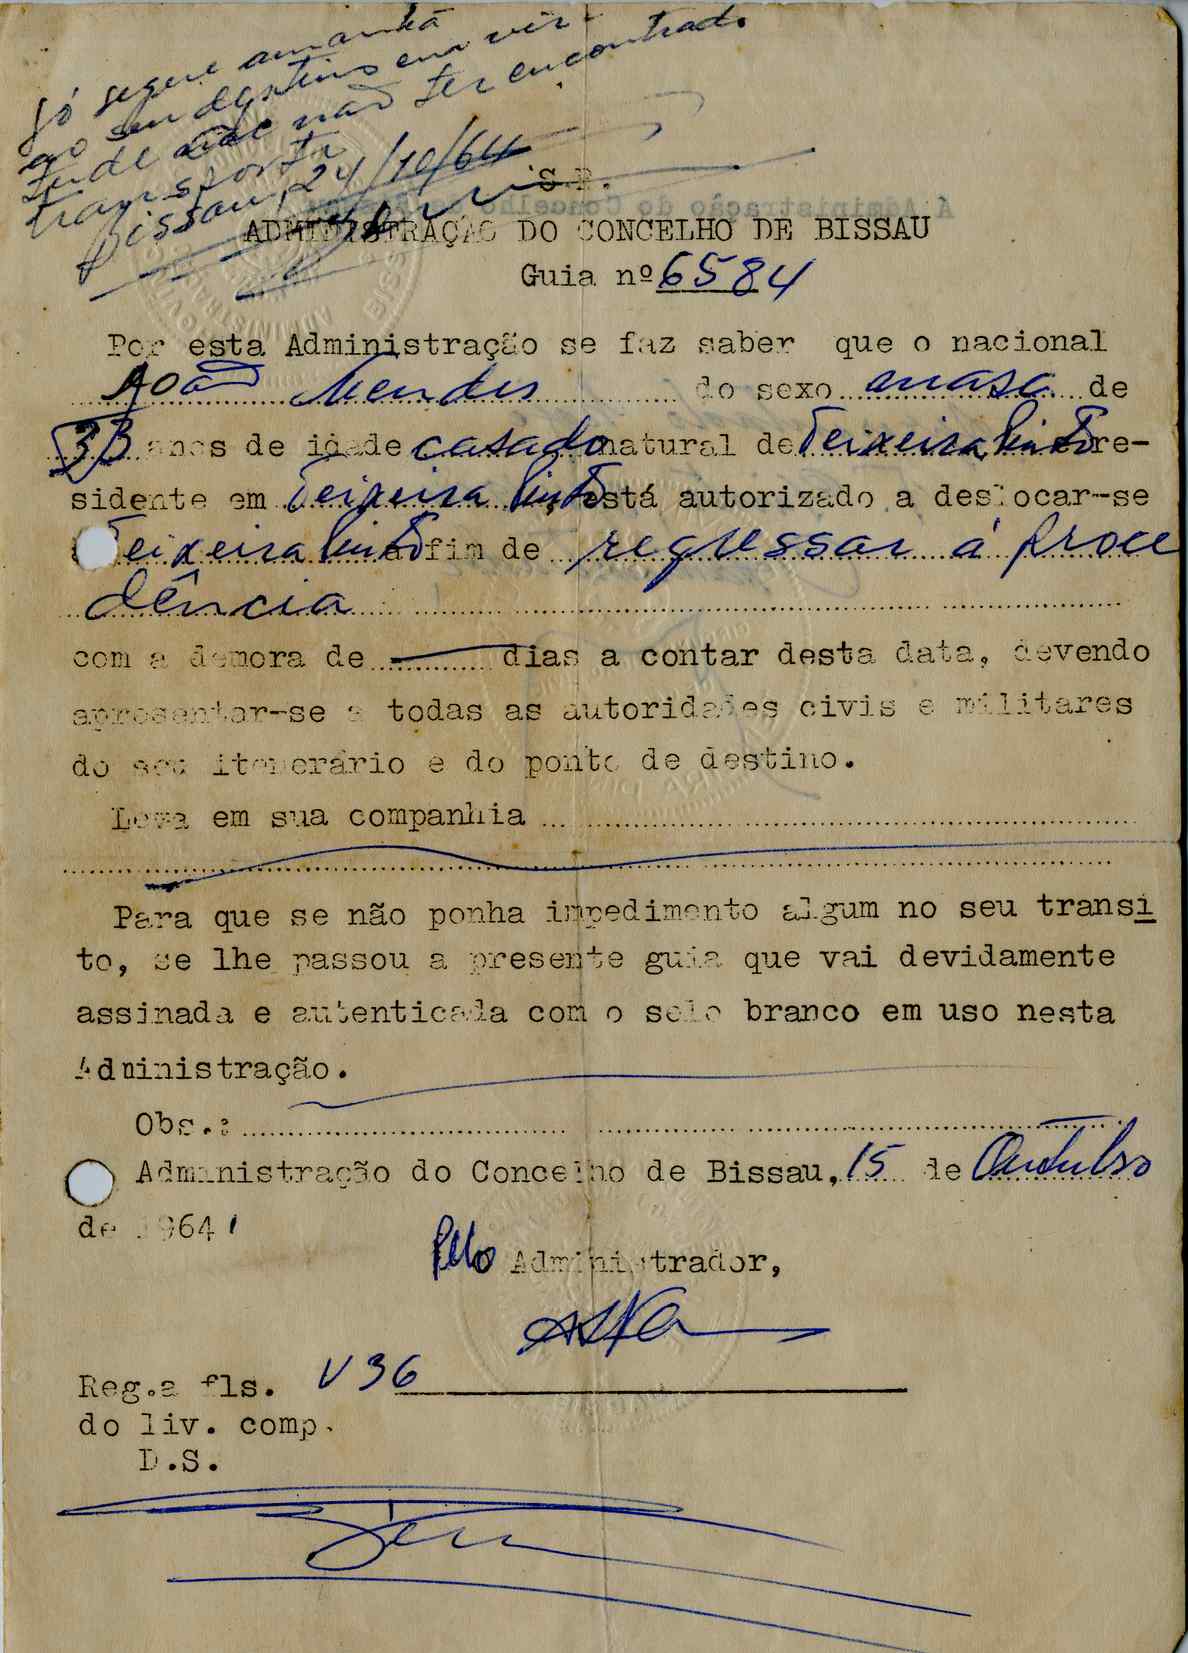 Só segue amanhã
ao seu destino em vir-
tude de não ter encontrado
transporte
Bissau, 24/10/64
S.R.
ADMINISTRAÇÃO DO CONCELHO DE BISSAU
Guia nº 6584
Por esta Administração se faz saber que o nacional
João Mendes do sexo masc. de
33 anos de idade casado natural de Teixeira Pinto re-
sidente em Teixeira Pinto está autorizado a deslocar-se
a Teixeira Pinto afim de regressar á proce
dência
com a demora de — dias a contar desta data, devendo
apresentar-se a todas as autoridades civis e militares
do seu itenerário e do ponto de destino.
Leva em sua companhia
Para que se não ponha impedimento algum no seu transi
to, se lhe passou a presente guia que vai devidamente
assinada e autenticada com o selo branco em uso nesta
Administração.
Obs.:
Administração do Concelho de Bissau, 15 de Outubro
de 1964
Pelo Administrador,
Reg.a fls. V 36
do liv. comp.
D.S.